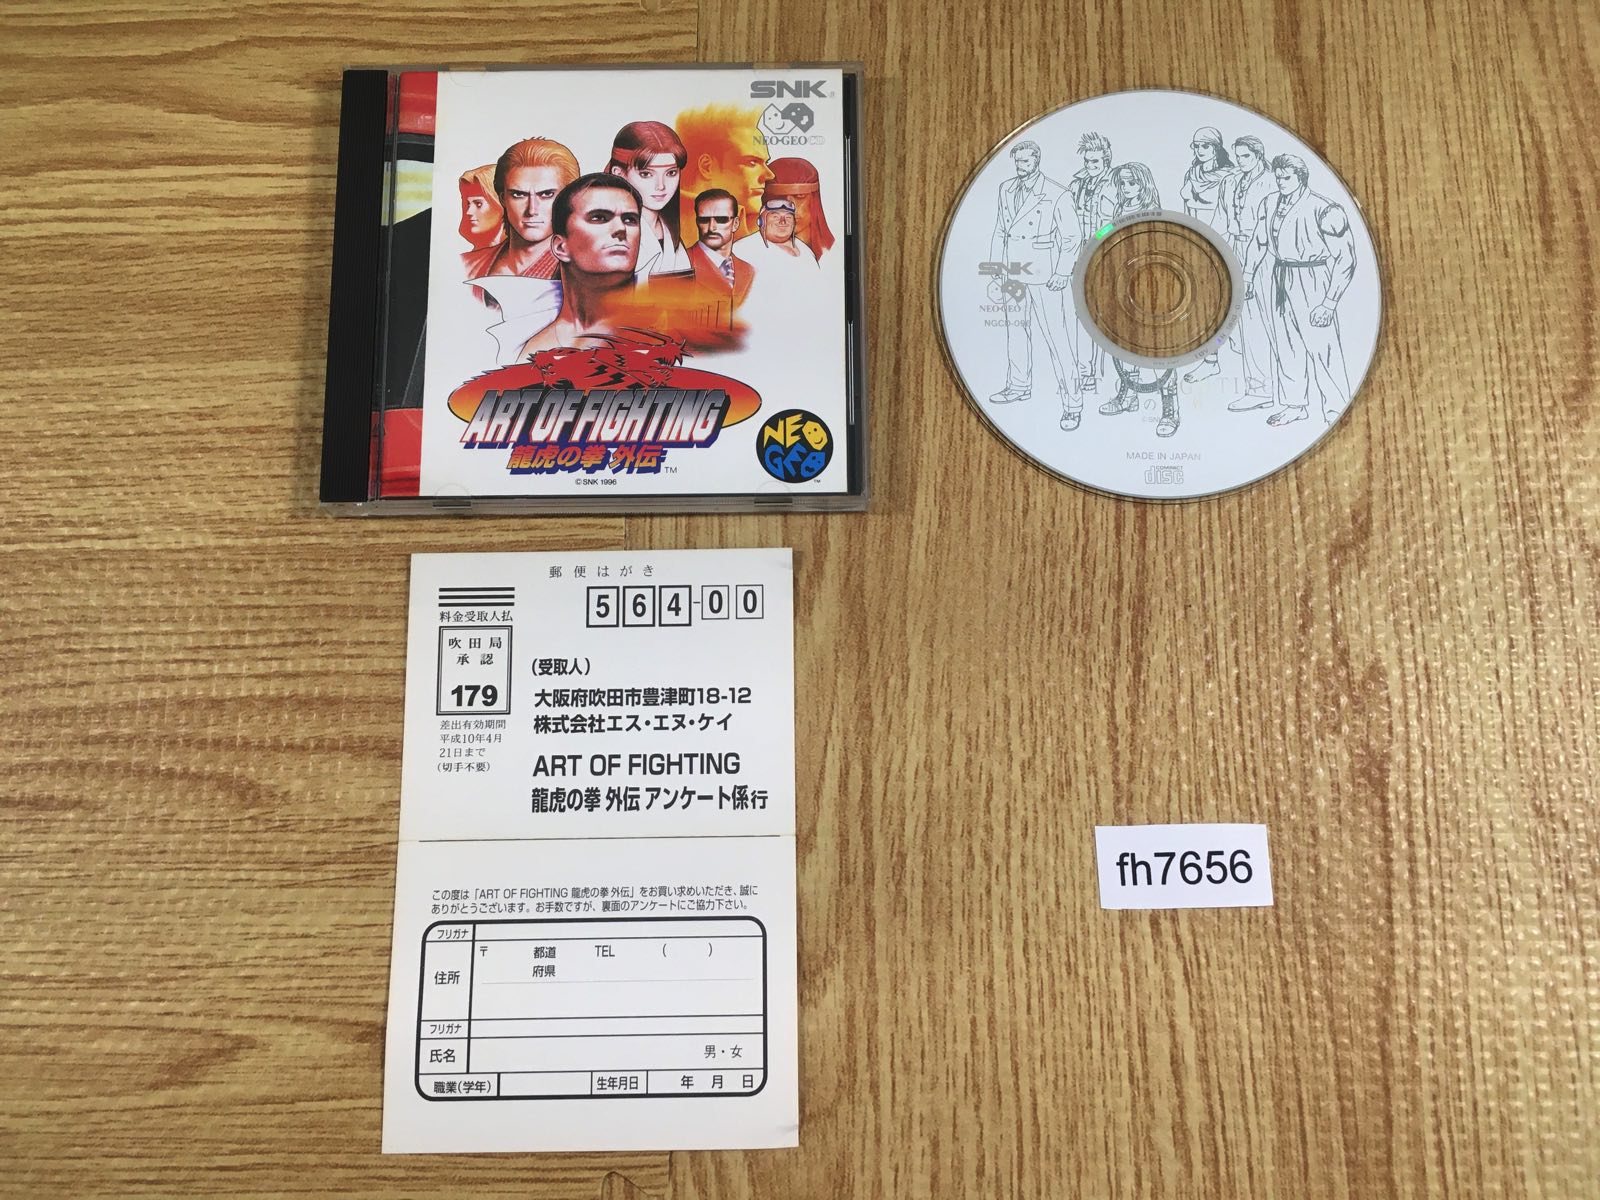 SNK®
NEO·GEO CD
ART OF FIGHTING
龍虎の拳 外伝™
©SNK 1996
NEO
GEO
™
SNK®
NEO·GEO
MADE IN JAPAN
COMPACT
disc
郵便はがき
料金受取人払
564-00
吹田局
承認
179
差出有効期間
平成10年4月
21日まで
(切手不要)
(受取人)
大阪府吹田市豊津町18-12
株式会社エス・エヌ・ケイ
ART OF FIGHTING
龍虎の拳 外伝 アンケート係行
この度は「ART OF FIGHTING 龍虎の拳 外伝」をお買い求めいただき、誠に
ありがとうございます。お手数ですが、裏面のアンケートにご協力下さい。
フリガナ
住所
〒 都道 TEL ( )
府県
フリガナ
氏名 男・女
職業(学年) 生年月日 年 月 日
fh7656